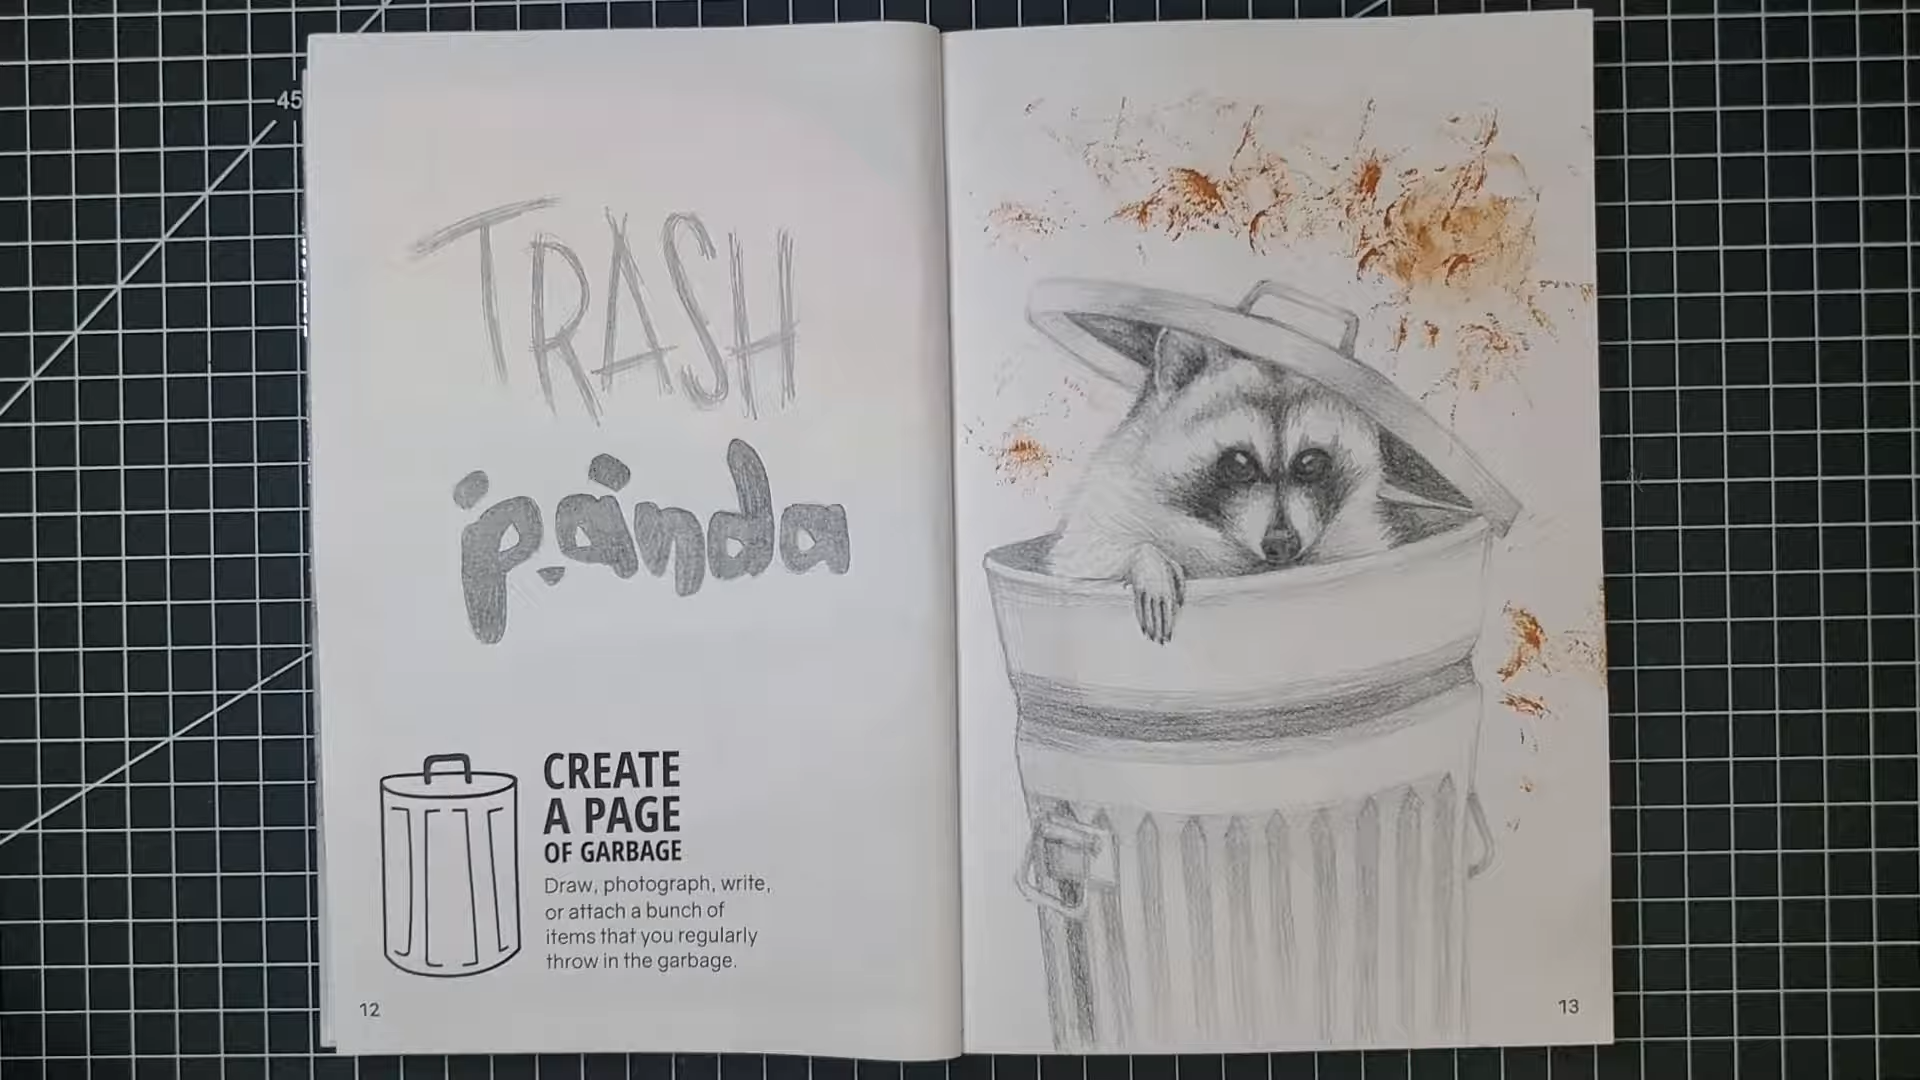 45
TRASH
panda
CREATE
A PAGE
OF GARBAGE
Draw, photograph, write,
or attach a bunch of
items that you regularly
throw in the garbage.
12
13